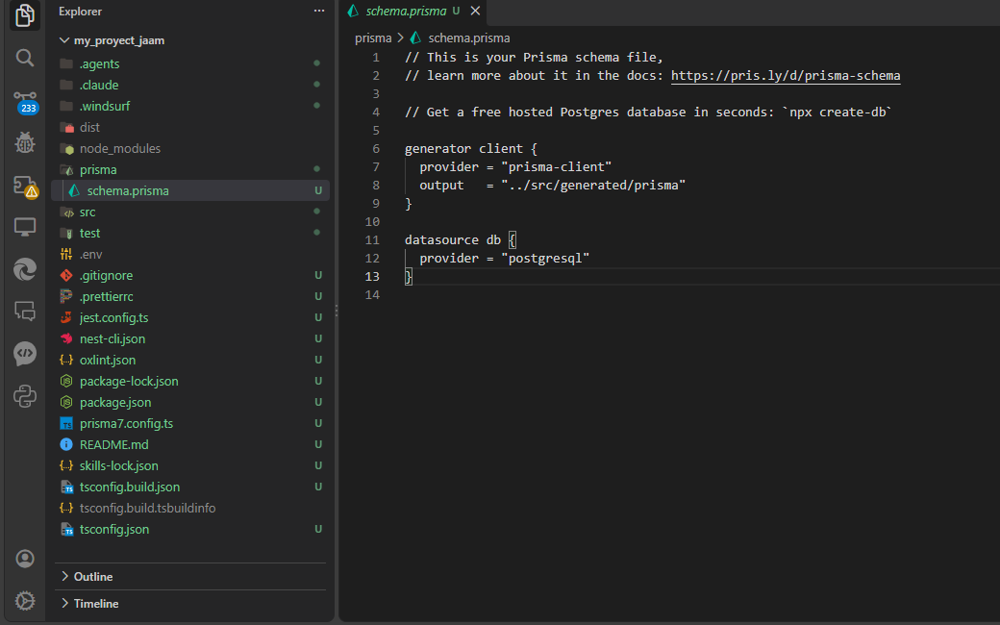 Explorer
...
my_proyect_jaam
.agents
.claude
.windsurf
dist
node_modules
prisma
schema.prisma U
src
test
.env
.gitignore U
.prettierrc U
jest.config.ts U
nest-cli.json U
oxlint.json U
package-lock.json U
package.json U
prisma7.config.ts U
README.md U
skills-lock.json U
tsconfig.build.json U
tsconfig.build.tsbuildinfo
tsconfig.json U
Outline
Timeline
233
schema.prisma U
prisma > schema.prisma
1 // This is your Prisma schema file,
2 // learn more about it in the docs: https://pris.ly/d/prisma-schema
3
4 // Get a free hosted Postgres database in seconds: `npx create-db`
5
6 generator client {
7   provider = "prisma-client"
8   output   = "../src/generated/prisma"
9 }
10
11 datasource db {
12   provider = "postgresql"
13 }
14